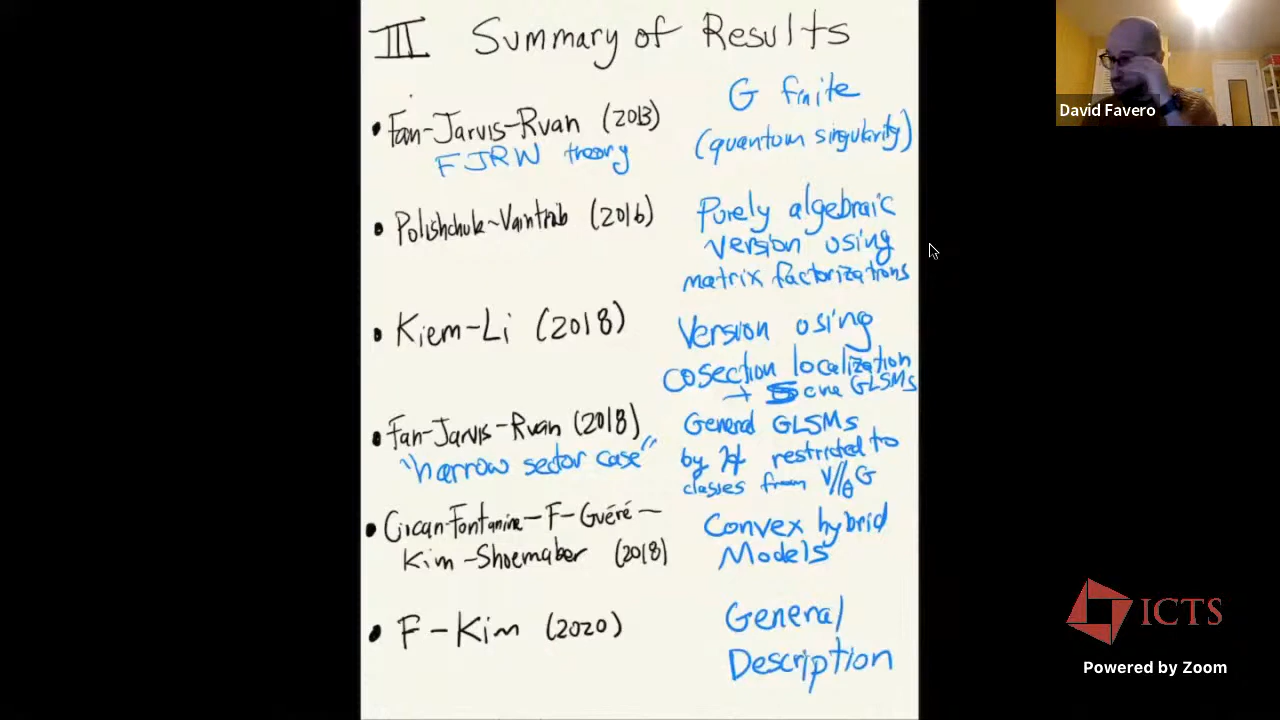 III Summary of Results
• Fan-Jarvis-Ruan (2013)
FJRW theory
G finite
(quantum singularity)
• Polishchuk-Vaintrob (2016)
Purely algebraic
version using
matrix factorizations
• Kiem-Li (2018)
Version using
cosection localization
→ some GLSMs
• Fan-Jarvis-Ruan (2018)
"narrow sector case"
General GLSMs
by H restricted to
classes from V//θG
• Ciocan-Fontanine-F-Guéré-
Kim-Shoemaker (2018)
Convex hybrid
Models
• F-Kim (2020)
General
Description
David Favero
ICTS
Powered by Zoom